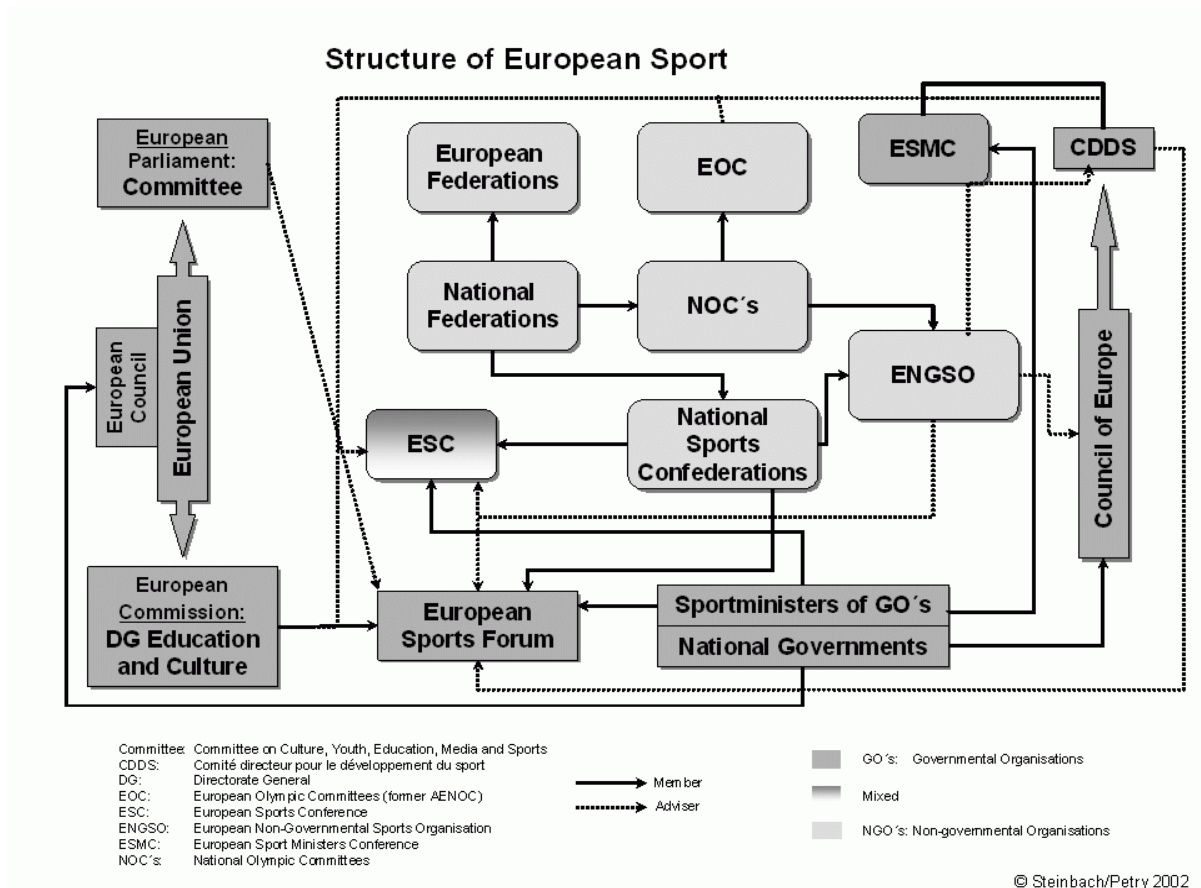 Structure of European Sport
European
Parliament:
Committee
European
Federations
EOC
ESMC
CDDS
National
Federations
NOC´s
ENGSO
European
Council
European Union
ESC
National
Sports
Confederations
Council of Europe
European
Commission:
DG Education
and Culture
European
Sports Forum
Sportministers of GO´s
National Governments
Committee: Committee on Culture, Youth, Education, Media and Sports
CDDS: Comité directeur pour le dévéloppement du sport
DG: Directorate General
EOC: European Olympic Committees (former AENOC)
ESC: European Sports Conference
ENGSO: European Non-Governmental Sports Organisation
ESMC: European Sport Ministers Conference
NOC´s: National Olympic Committees
Member
Adviser
GO´s: Governmental Organisations
Mixed
NGO´s: Non-governmental Organisations
© Steinbach/Petry 2002